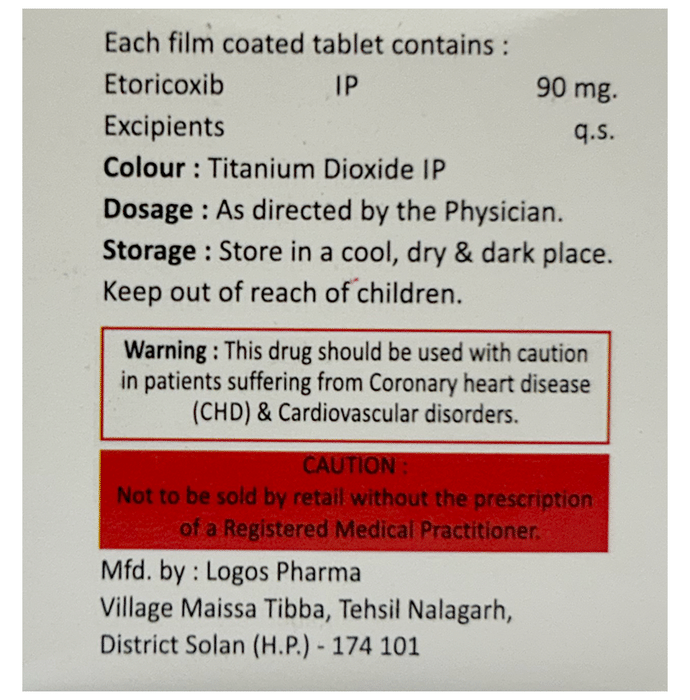 Each film coated tablet contains :
Etoricoxib IP 90 mg.
Excipients q.s.
Colour : Titanium Dioxide IP
Dosage : As directed by the Physician.
Storage : Store in a cool, dry & dark place.
Keep out of reach of children.
Warning : This drug should be used with caution
in patients suffering from Coronary heart disease
(CHD) & Cardiovascular disorders.
CAUTION :
Not to be sold by retail without the prescription
of a Registered Medical Practitioner.
Mfd. by : Logos Pharma
Village Maissa Tibba, Tehsil Nalagarh,
District Solan (H.P.) - 174 101